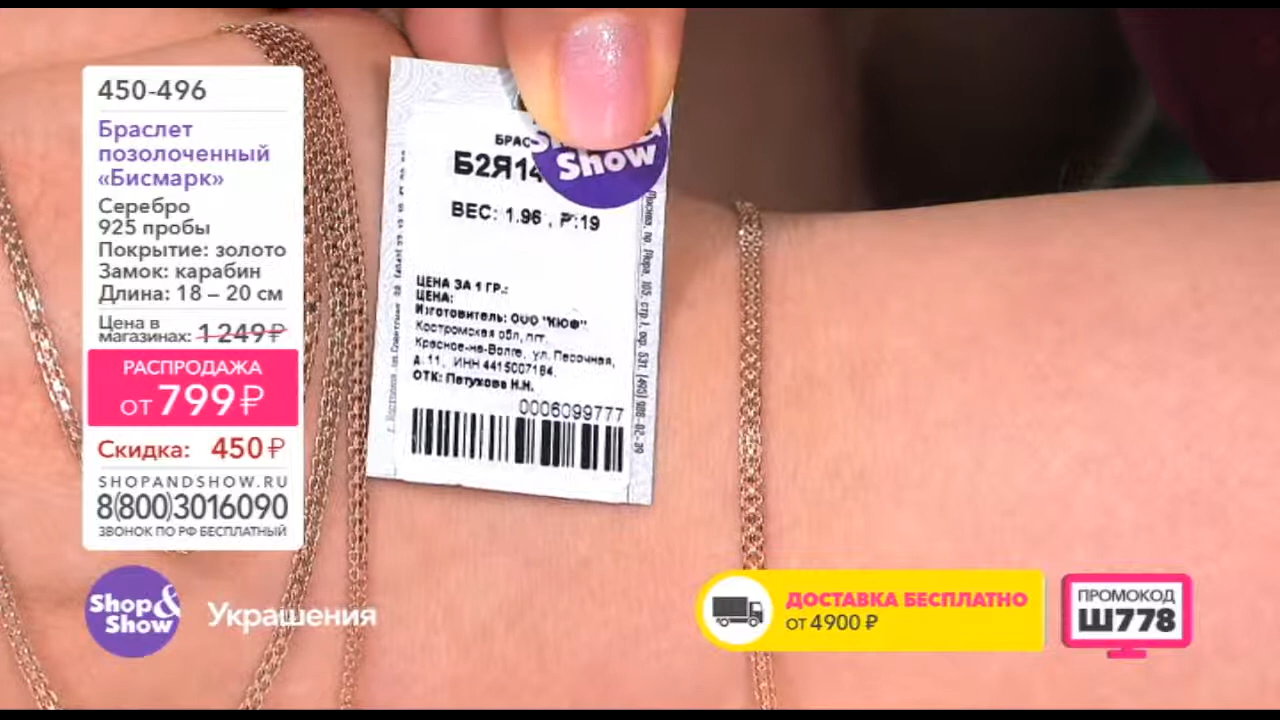 450-496
Браслет
позолоченный
«Бисмарк»
Серебро
925 пробы
Покрытие: золото
Замок: карабин
Длина: 18 – 20 см
Цена в
магазинах: 1 249 ₽
РАСПРОДАЖА
от 799 ₽
Скидка: 450 ₽
SHOPANDSHOW.RU
8(800)3016090
ЗВОНОК ПО РФ БЕСПЛАТНЫЙ
Shop&
Show
Украшения
Show
ВЕС: 1.96 , Р:19
ЦЕНА ЗА 1 ГР.:
ЦЕНА:
Изготовитель: ООО "КЮФ"
Костромская обл, пгт.
Красное-на-Волге, ул. Песочная,
д. 11, ИНН 4415007184.
ОТК: Петухова Н.Н.
0006099777
ДОСТАВКА БЕСПЛАТНО
от 4900 ₽
ПРОМОКОД
Ш778